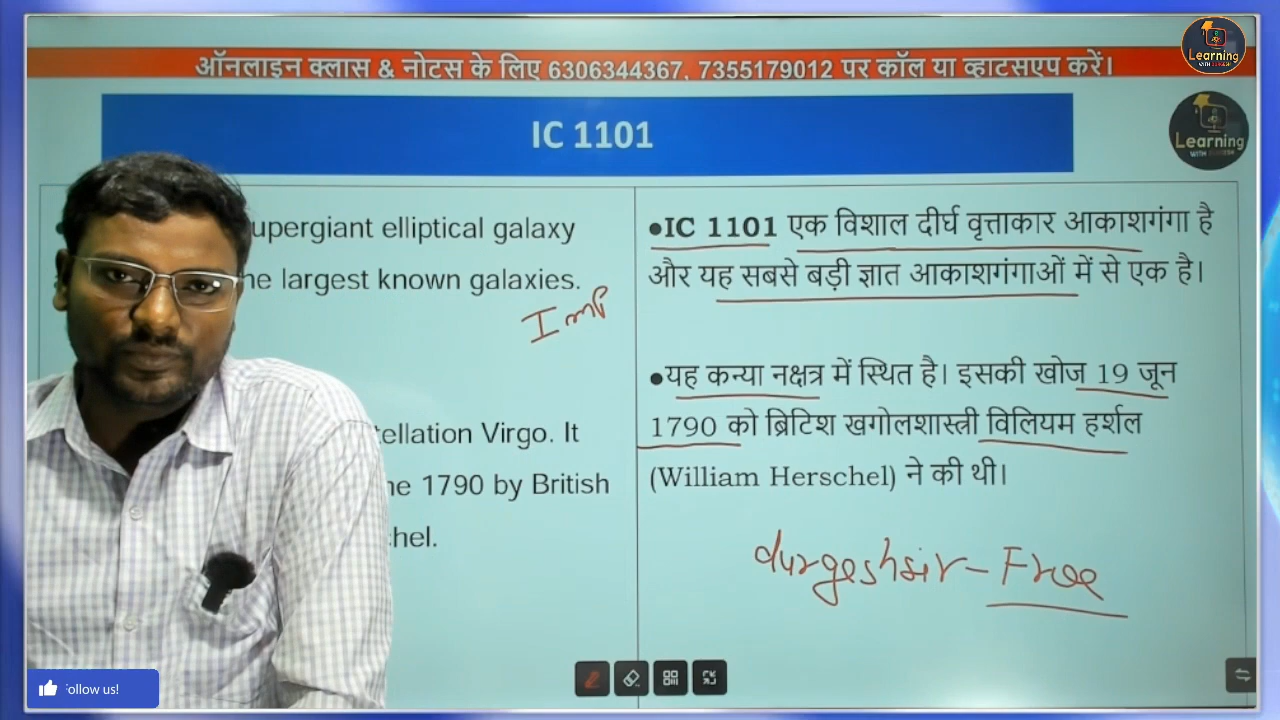 ऑनलाइन क्लास & नोटस के लिए 6306344367, 7355179012 पर कॉल या व्हाटसएप करें।
Learning
IC 1101
Learning
upergiant elliptical galaxy
he largest known galaxies.
Imp
tellation Virgo. It
ne 1790 by British
chel.
●IC 1101 एक विशाल दीर्घ वृत्ताकार आकाशगंगा है
और यह सबसे बड़ी ज्ञात आकाशगंगाओं में से एक है।
●यह कन्या नक्षत्र में स्थित है। इसकी खोज 19 जून
1790 को ब्रिटिश खगोलशास्त्री विलियम हर्शल
(William Herschel) ने की थी।
durgeshsir-Free
ollow us!